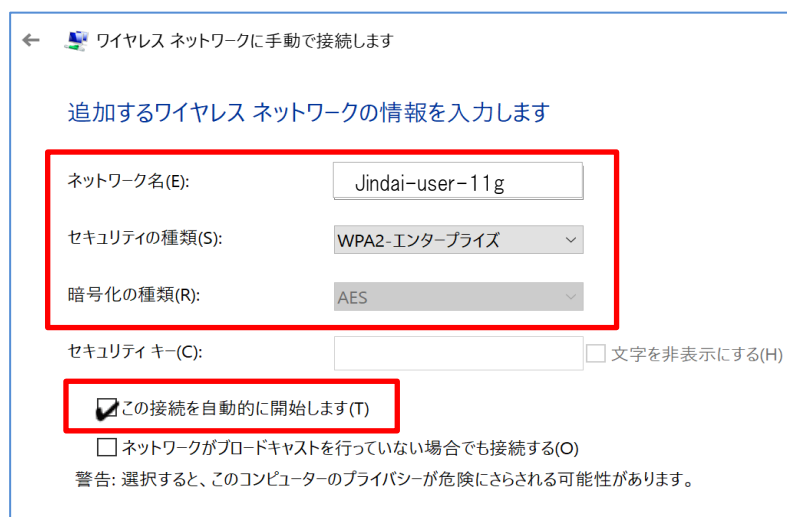 ワイヤレス ネットワークに手動で接続します
追加するワイヤレス ネットワークの情報を入力します
ネットワーク名(E): Jindai-user-11g
セキュリティの種類(S): WPA2-エンタープライズ
暗号化の種類(R): AES
セキュリティ キー(C): 文字を非表示にする(H)
この接続を自動的に開始します(T)
ネットワークがブロードキャストを行っていない場合でも接続する(O)
警告: 選択すると、このコンピューターのプライバシーが危険にさらされる可能性があります。